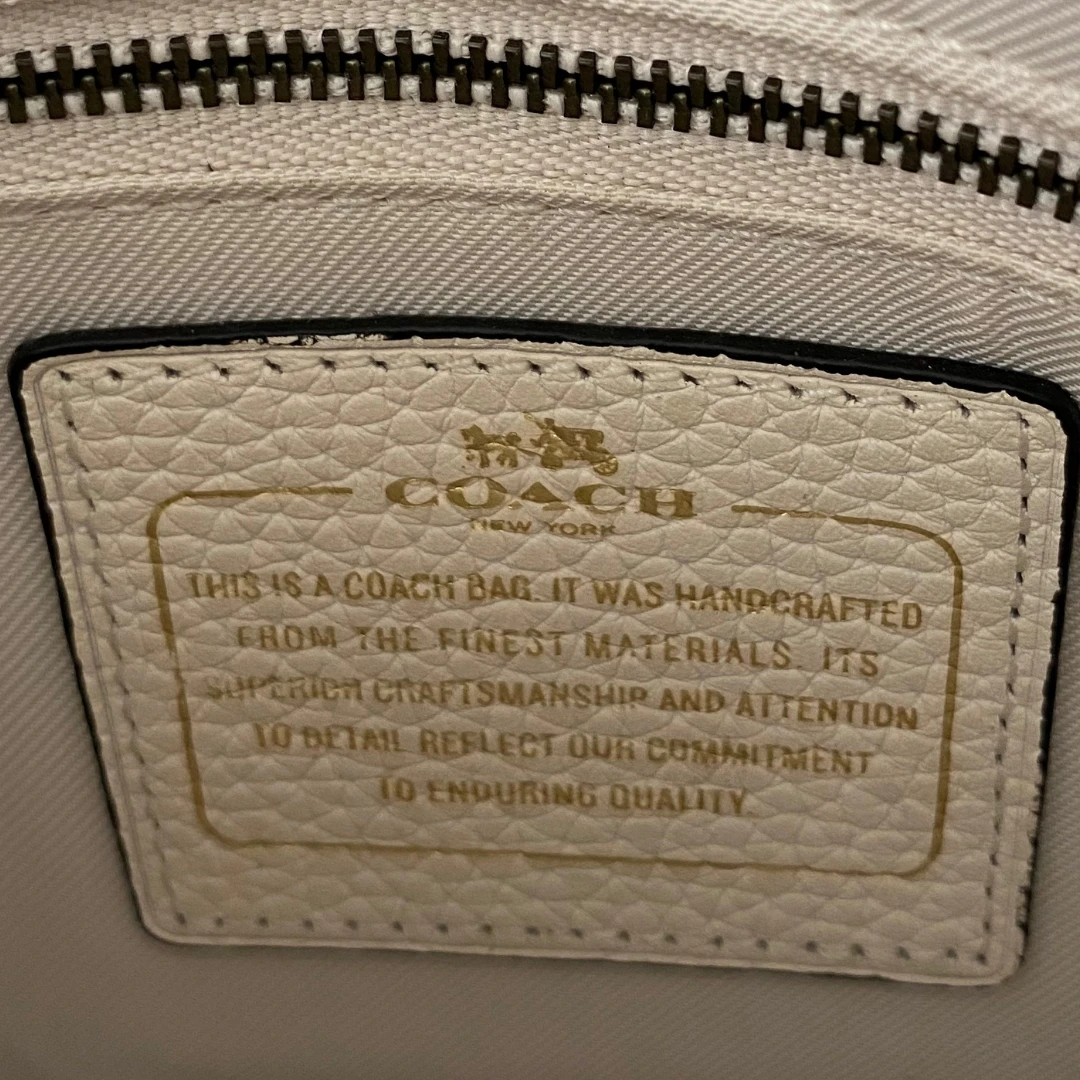 COACH
NEW YORK
THIS IS A COACH BAG. IT WAS HANDCRAFTED
FROM THE FINEST MATERIALS. ITS
SUPERIOR CRAFTSMANSHIP AND ATTENTION
TO DETAIL REFLECT OUR COMMITMENT
TO ENDURING QUALITY.